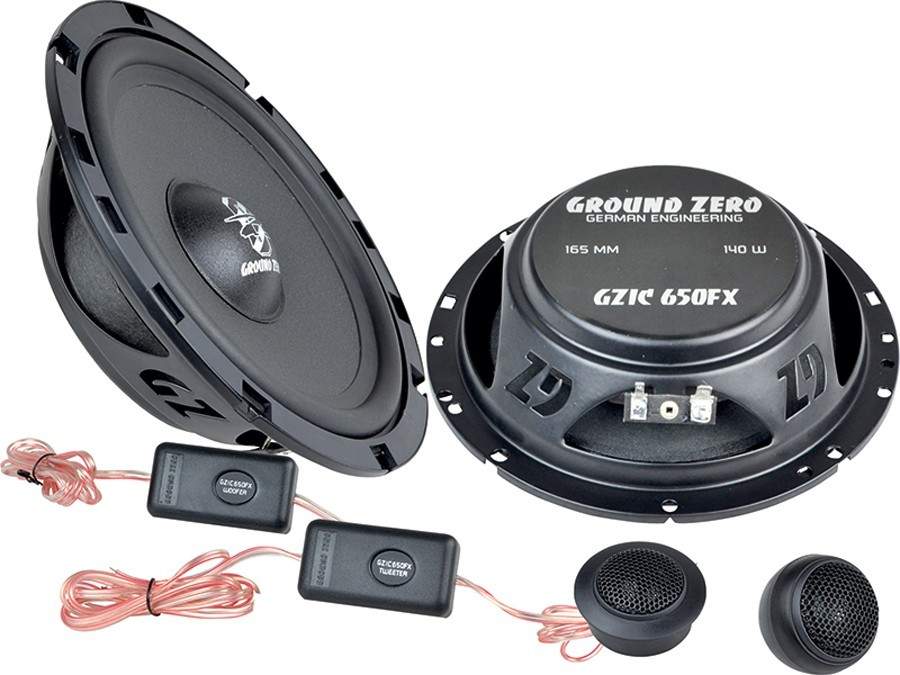 GROUND ZERO
GROUND ZERO
GERMAN ENGINEERING
165 MM 140 W
GZIC 650FX
GZ
GZ
GZ
GROUND ZERO
GZIC650FX
WOOFER
GROUND ZERO
GZIC650FX
TWEETER